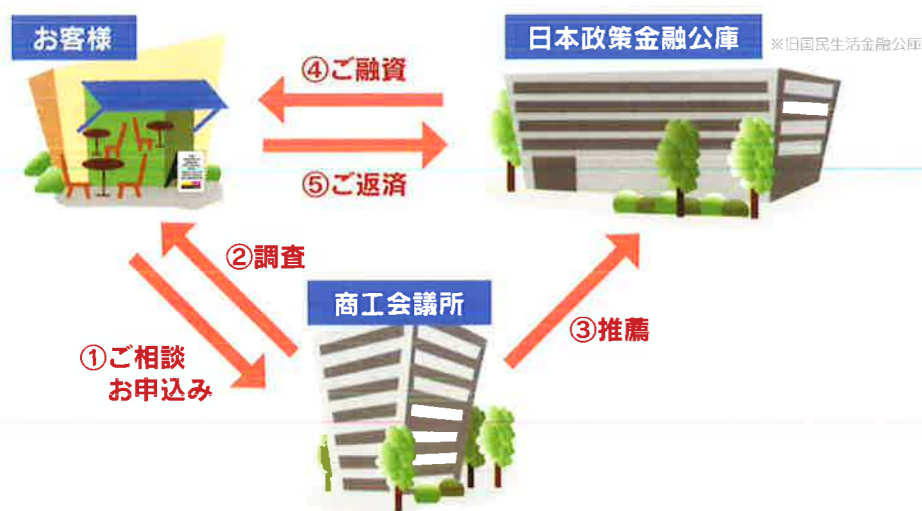 お客様
日本政策金融公庫
※旧国民生活金融公庫
④ご融資
⑤ご返済
②調査
商工会議所
③推薦
①ご相談
お申込み